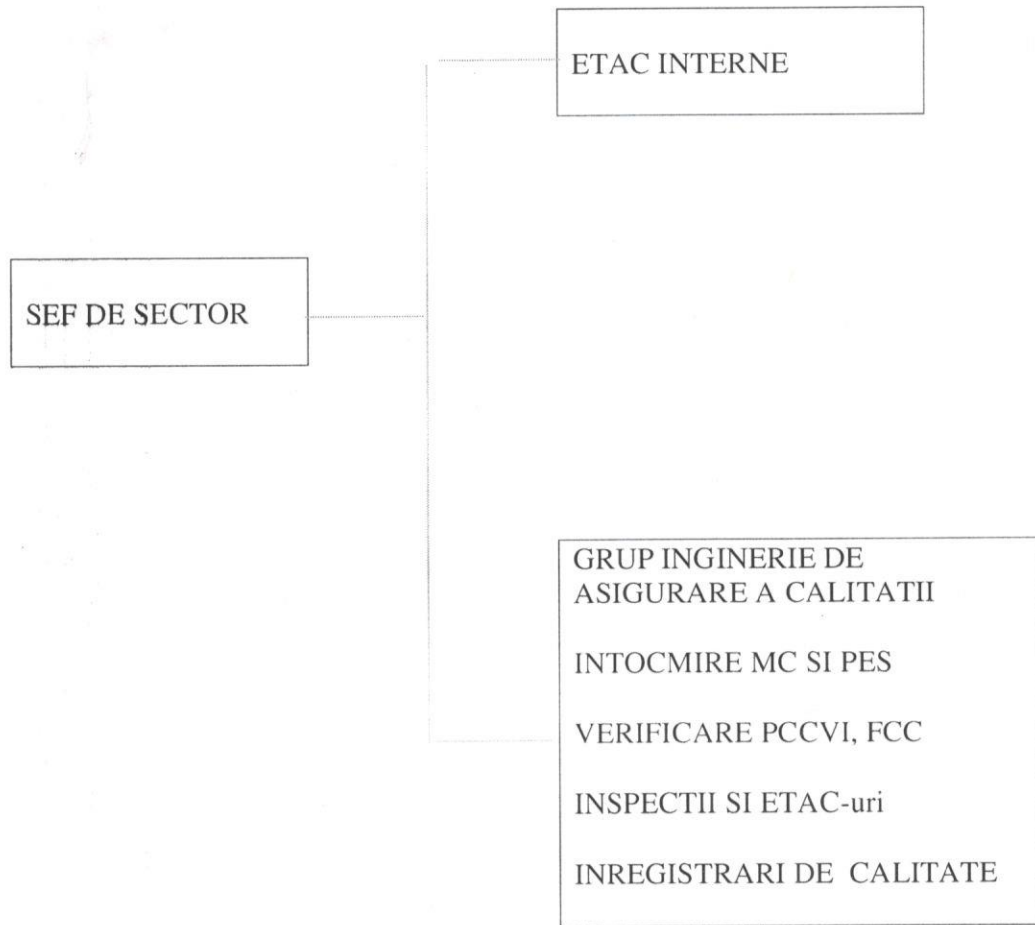 ETAC INTERNE
SEF DE SECTOR
GRUP INGINERIE DE
ASIGURARE A CALITATII
INTOCMIRE MC SI PES
VERIFICARE PCCVI, FCC
INSPECTII SI ETAC-uri
INREGISTRARI DE CALITATE